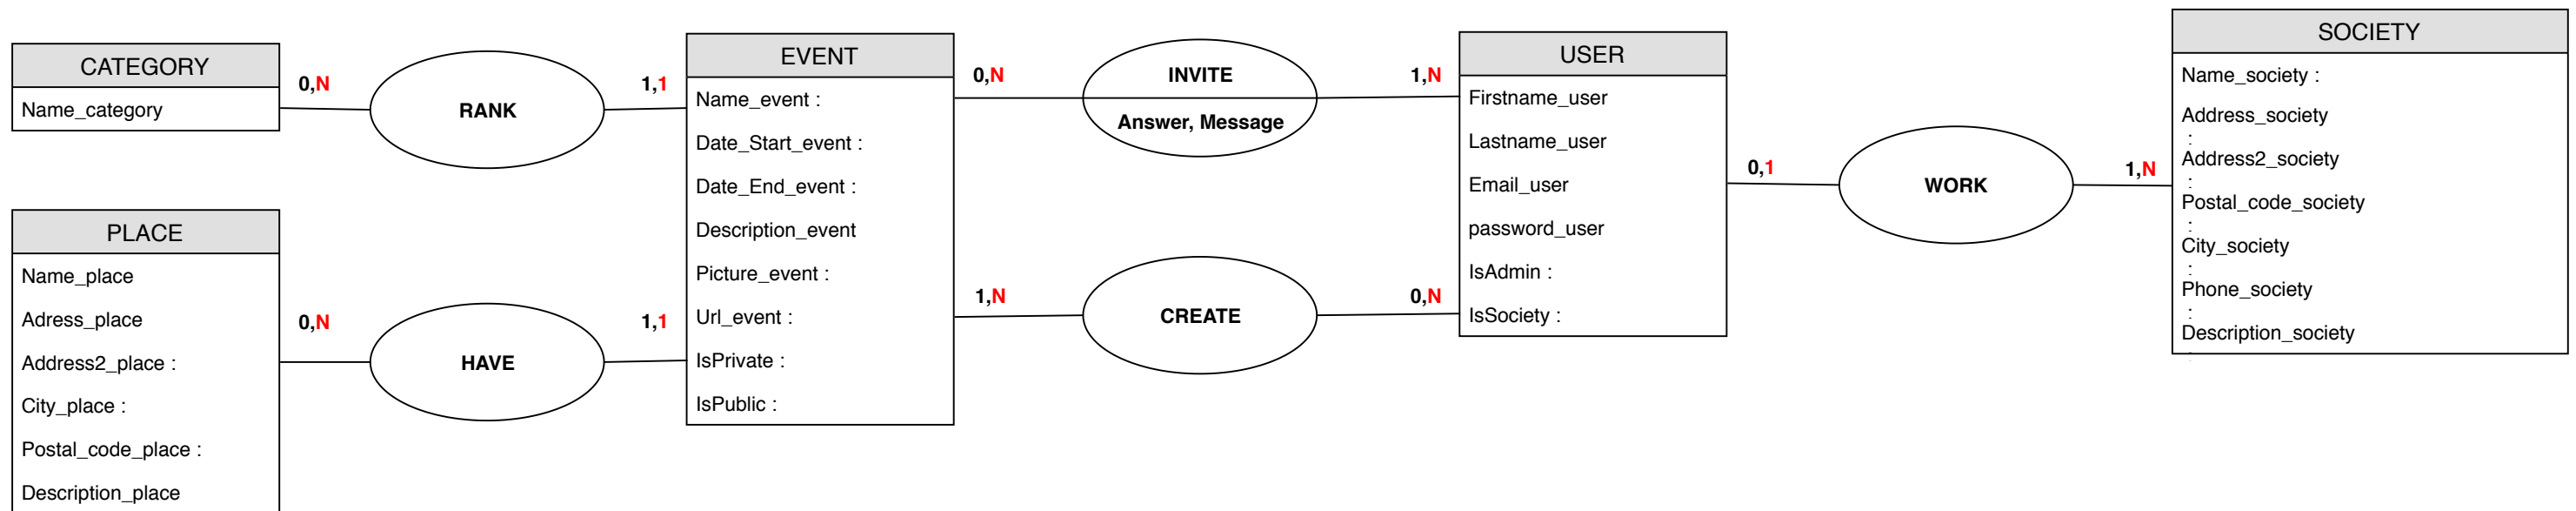 CATEGORY
Name_category
0,N
RANK
1,1
PLACE
Name_place
Adress_place
Address2_place :
City_place :
Postal_code_place :
Description_place
0,N
HAVE
1,1
EVENT
Name_event :
Date_Start_event :
Date_End_event :
Description_event
Picture_event :
Url_event :
IsPrivate :
IsPublic :
0,N
INVITE
Answer, Message
1,N
1,N
CREATE
0,N
USER
Firstname_user
Lastname_user
Email_user
password_user
IsAdmin :
IsSociety :
0,1
WORK
1,N
SOCIETY
Name_society :
Address_society
:
Address2_society
:
Postal_code_society
:
City_society
:
Phone_society
:
Description_society